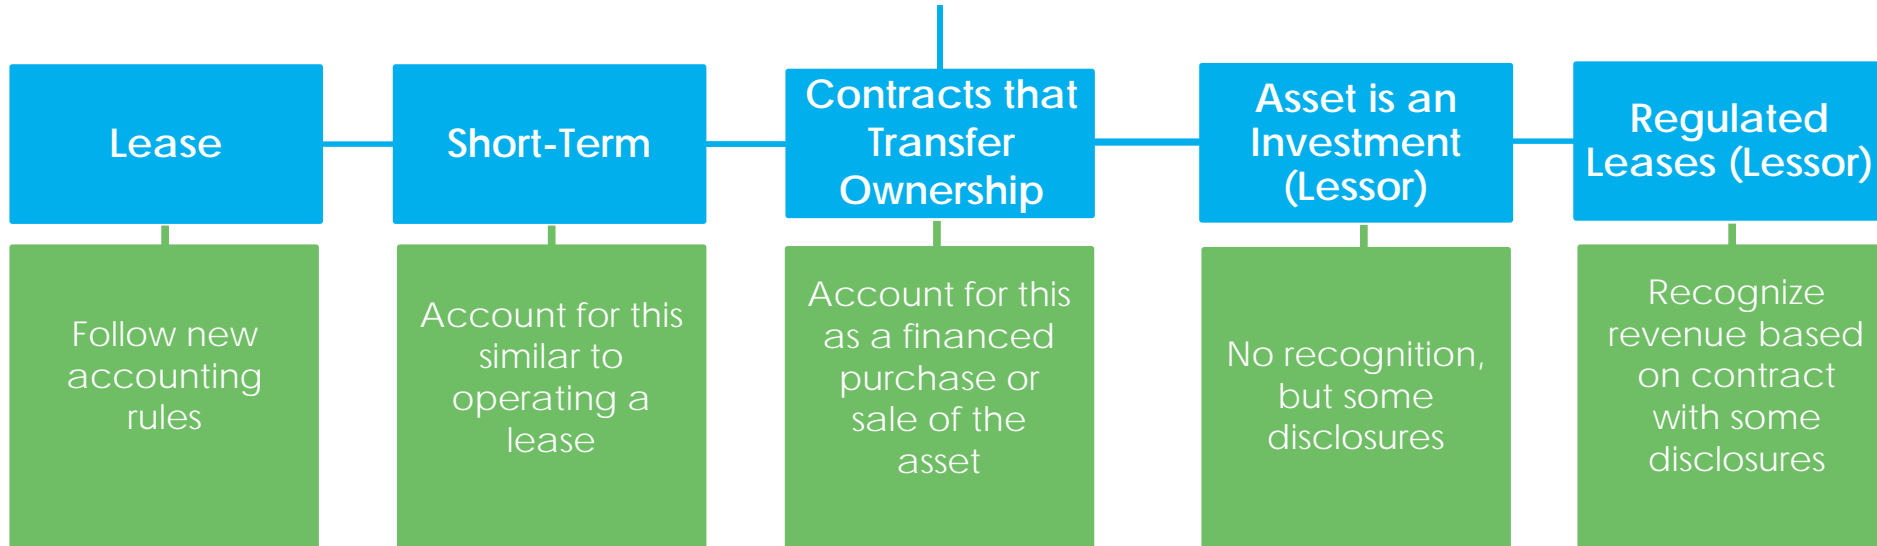 Lease
Follow new
accounting
rules
Short-Term
Account for this
similar to
operating a
lease
Contracts that
Transfer
Ownership
Account for this
as a financed
purchase or
sale of the
asset
Asset is an
Investment
(Lessor)
No recognition,
but some
disclosures
Regulated
Leases (Lessor)
Recognize
revenue based
on contract
with some
disclosures